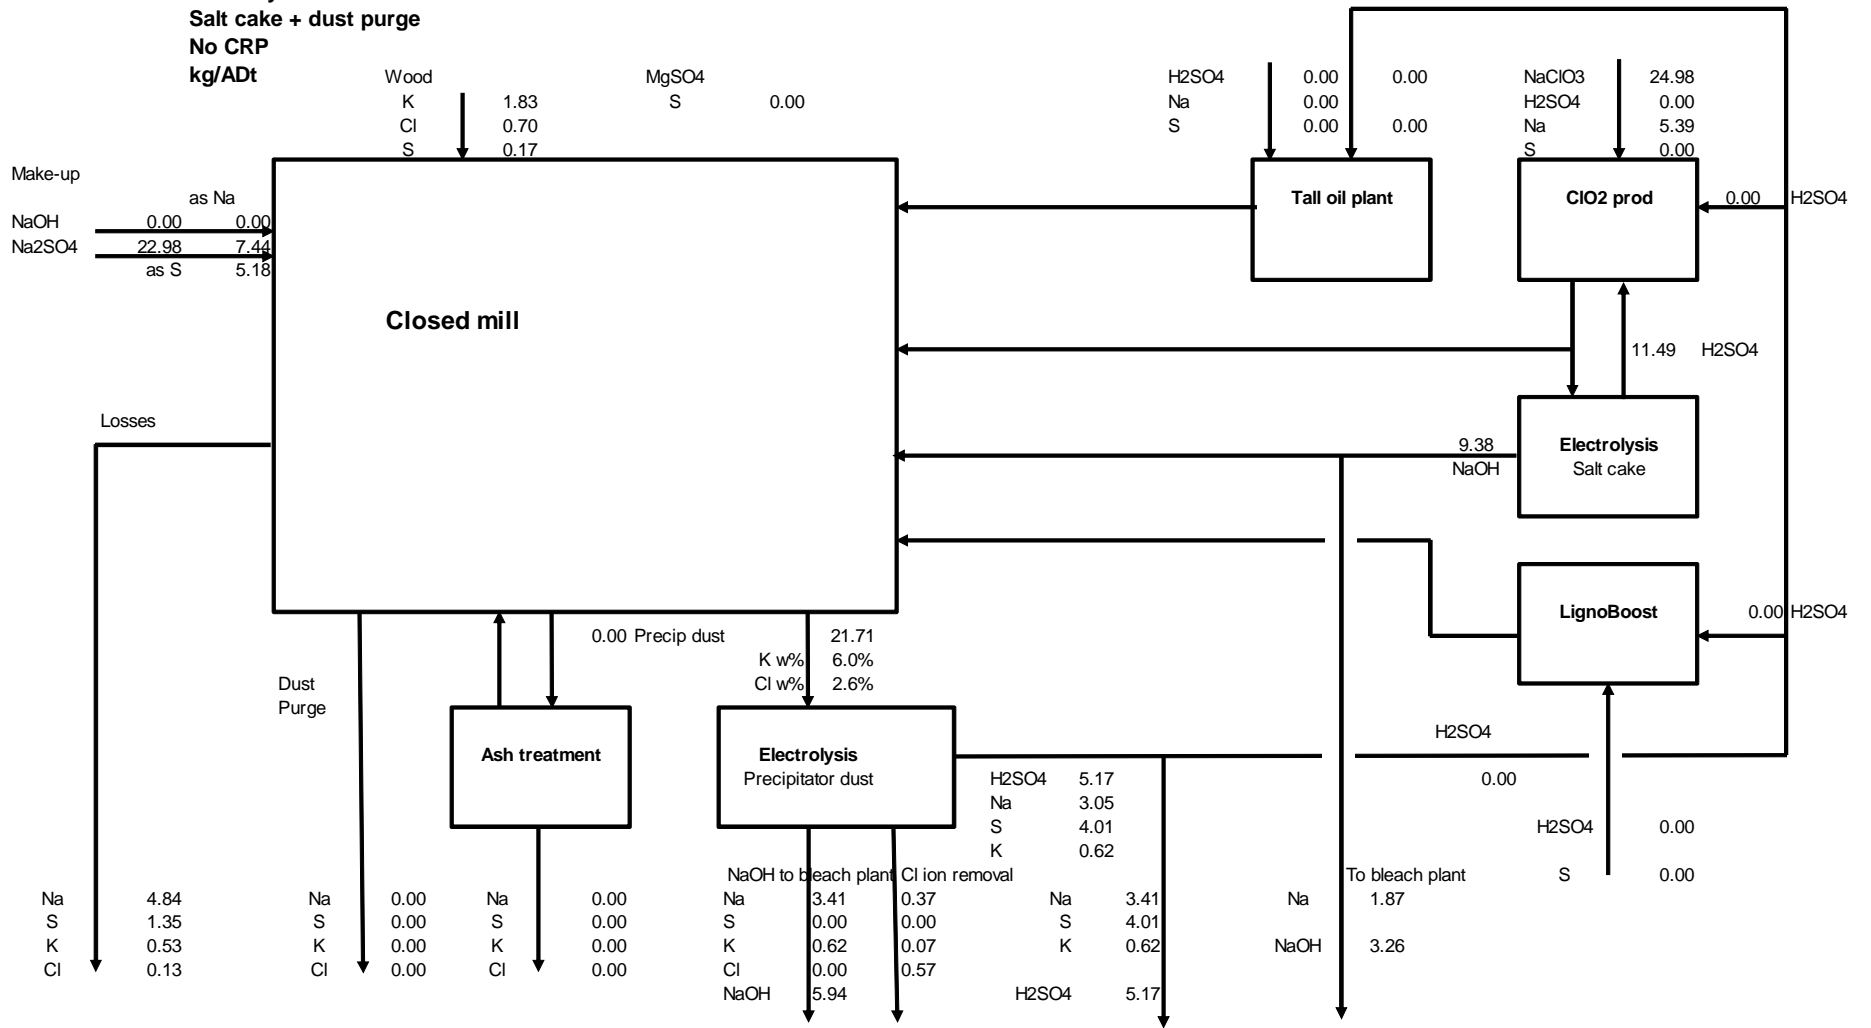 Salt cake + dust purge
No CRP
kg/ADt
Wood MgSO4
K 1.83 S 0.00
Cl 0.70
S 0.17
H2SO4 0.00 0.00
Na 0.00
S 0.00 0.00
NaClO3 24.98
H2SO4 0.00
Na 5.39
S 0.00
Make-up
as Na
NaOH 0.00 0.00
Na2SO4 22.98 7.44
as S 5.18
Tall oil plant
ClO2 prod
0.00 H2SO4
Closed mill
11.49 H2SO4
Losses
9.38
NaOH
Electrolysis
Salt cake
LignoBoost
0.00 H2SO4
0.00 Precip dust 21.71
K w% 6.0%
Cl w% 2.6%
Dust
Purge
Ash treatment
Electrolysis
Precipitator dust
H2SO4
0.00
H2SO4 5.17
Na 3.05
S 4.01
K 0.62
H2SO4 0.00
S 0.00
NaOH to bleach plant Cl ion removal
To bleach plant
Na 4.84 Na 0.00 Na 0.00 Na 3.41 0.37 Na 3.41 Na 1.87
S 1.35 S 0.00 S 0.00 S 0.00 0.00 S 4.01
K 0.53 K 0.00 K 0.00 K 0.62 0.07 K 0.62 NaOH 3.26
Cl 0.13 Cl 0.00 Cl 0.00 Cl 0.00 0.57
NaOH 5.94 H2SO4 5.17